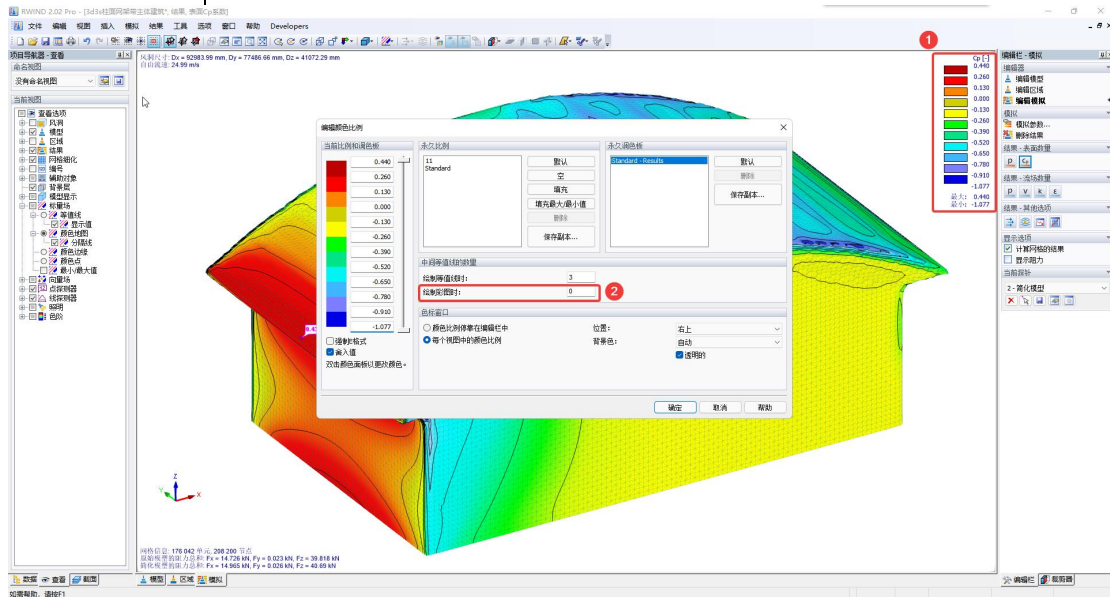 RWIND 2.02 Pro - [3d3s柱面网架带主体建筑*, 结果, 表面Cp系数]
文件 编辑 视图 插入 模拟 结果 工具 选项 窗口 帮助 Developers
项目导航器 - 查看
命名视图
没有命名视图
当前视图
查看选项
风洞
模型
区域
结果
网格细化
编号
辅助对象
背景层
模型显示
标量场
等值线
显示值
颜色地图
分隔线
颜色边缘
颜色点
最小/最大值
向量场
点探测器
线探测器
照明
色阶
数据 查看 截面
如需帮助,请按F1
风洞尺寸: Dx = 92983.99 mm, Dy = 77486.66 mm, Dz = 41072.29 mm
自由流速: 24.99 m/s
1
Cp [-]
0.440
0.260
0.130
0.000
-0.130
-0.260
-0.390
-0.520
-0.650
-0.780
-0.910
-1.077
最大: 0.440
最小: -1.077
编辑颜色比例
当前比例和调色板
0.440
0.260
0.130
0.000
-0.130
-0.260
-0.390
-0.520
-0.650
-0.780
-0.910
-1.077
强制E格式
舍入值
双击颜色面板以更改颜色。
永久比例
11
Standard
默认
空
填充
填充最大/最小值
删除
保存副本...
永久调色板
Standard - Results
默认
删除
保存副本...
中间等值线的数量
绘制等值线时: 3
绘制彩图时: 0
2
色标窗口
颜色比例停靠在编辑栏中
每个视图中的颜色比例
位置: 右上
背景色: 自动
透明的
确定 取消 帮助
Z
Y
X
网格信息: 176 042 单元, 208 200 节点
原始模型的阻力总和: Fx = 14.726 kN, Fy = 0.023 kN, Fz = 39.818 kN
简化模型的阻力总和: Fx = 14.965 kN, Fy = 0.026 kN, Fz = 40.69 kN
模型 区域 模拟
编辑栏 - 模拟
编辑器
编辑模型
编辑区域
编辑模拟
模拟
模拟参数...
删除结果
结果 - 表面数量
p Cp
结果 - 流场数量
p v k ε
结果 - 其他选项
显示选项
计算网格的结果
显示阻力
当前探针
2 - 简化模型
编辑栏 裁剪器